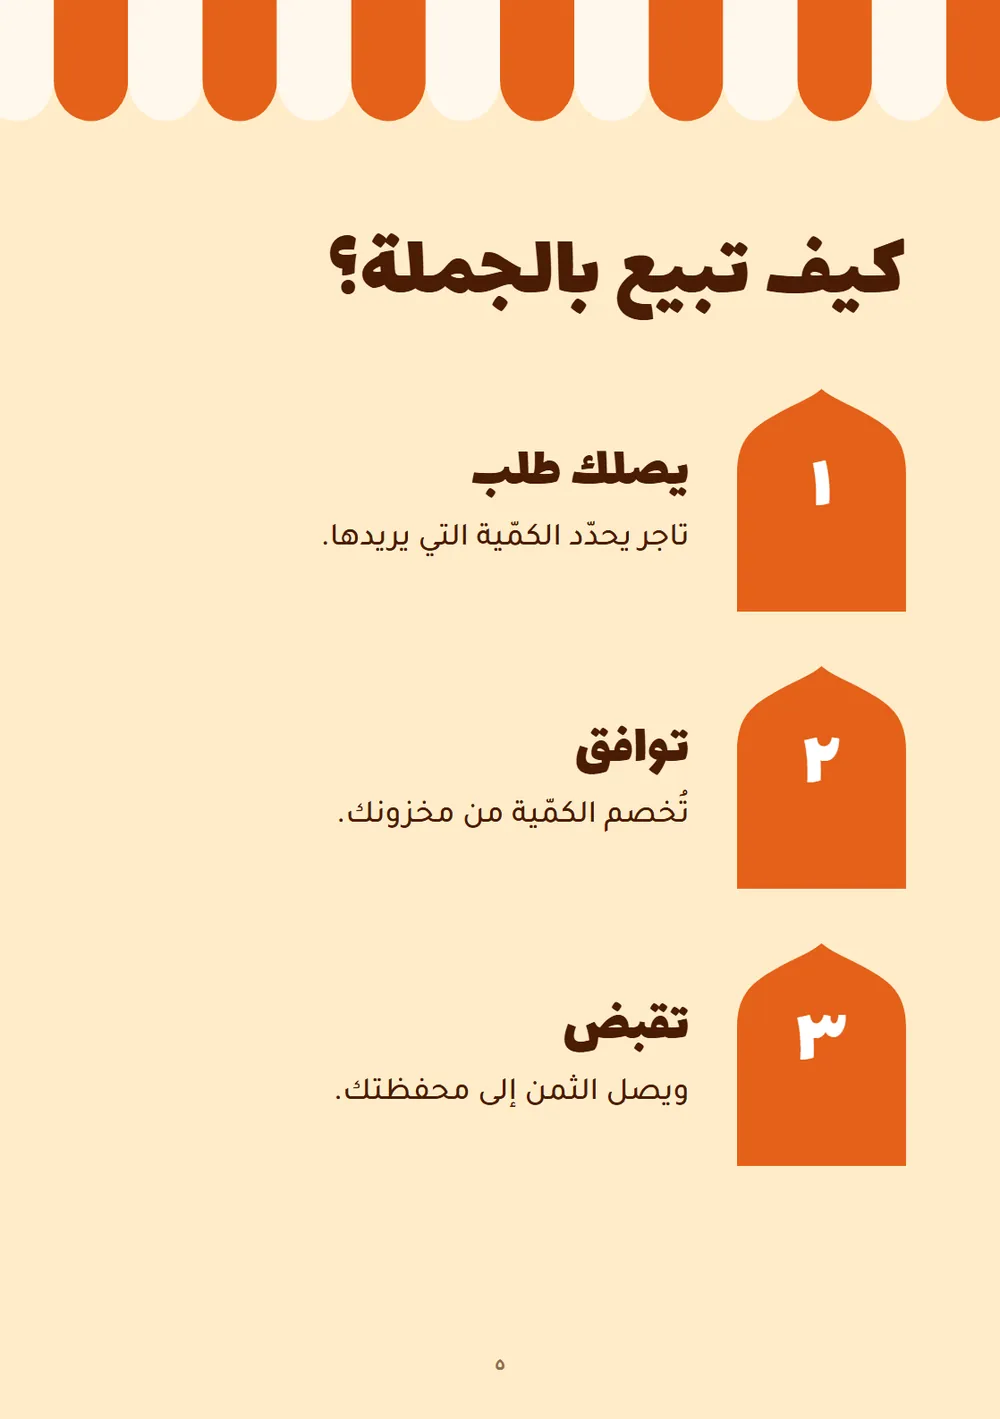 كيف تبيع بالجملة؟
١
يصلك طلب
تاجر يحدّد الكمّية التي يريدها.
٢
توافق
تُخصم الكمّية من مخزونك.
٣
تقبض
ويصل الثمن إلى محفظتك.
٥